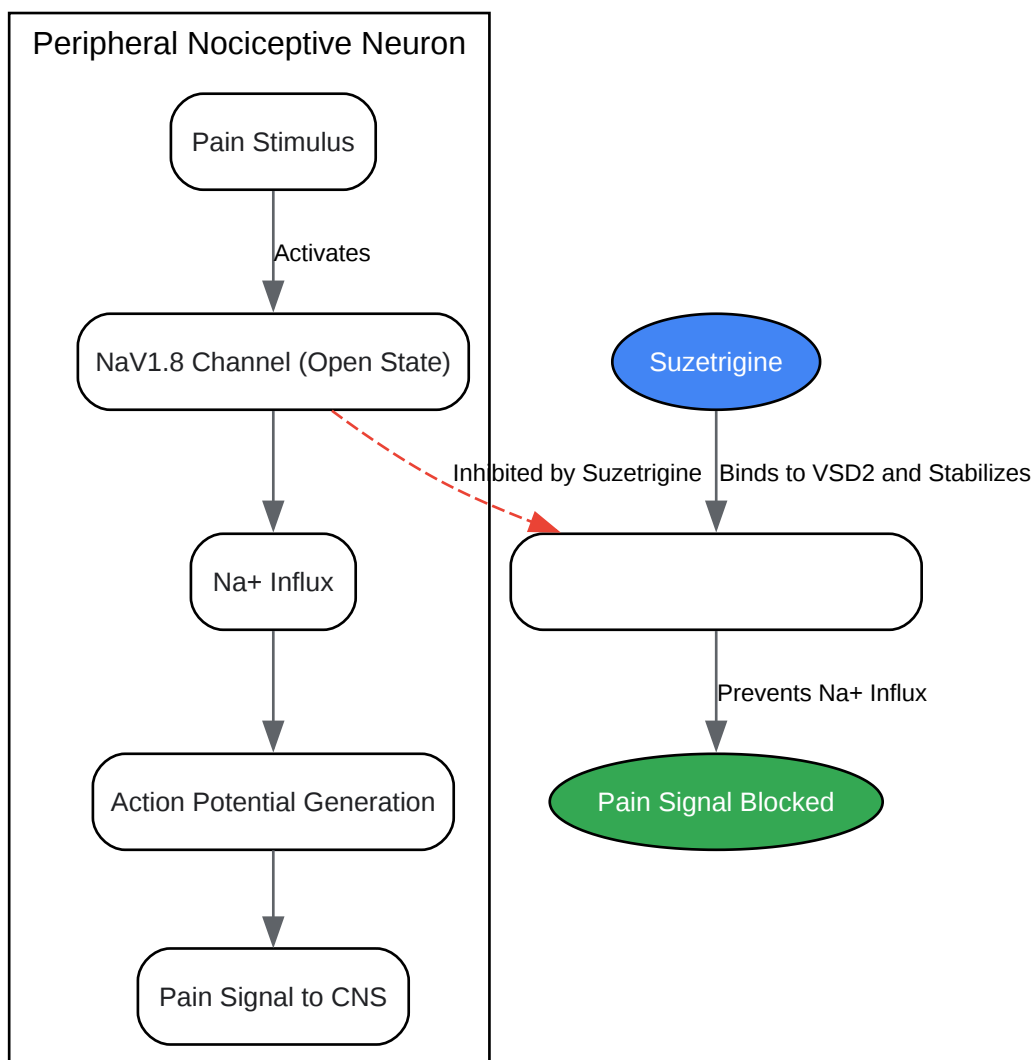 Peripheral Nociceptive Neuron
Pain Stimulus
Activates
NaV1.8 Channel (Open State)
Suzetrigine
Inhibited by Suzetrigine
Binds to VSD2 and Stabilizes
Na+ Influx
Prevents Na+ Influx
Action Potential Generation
Pain Signal Blocked
Pain Signal to CNS